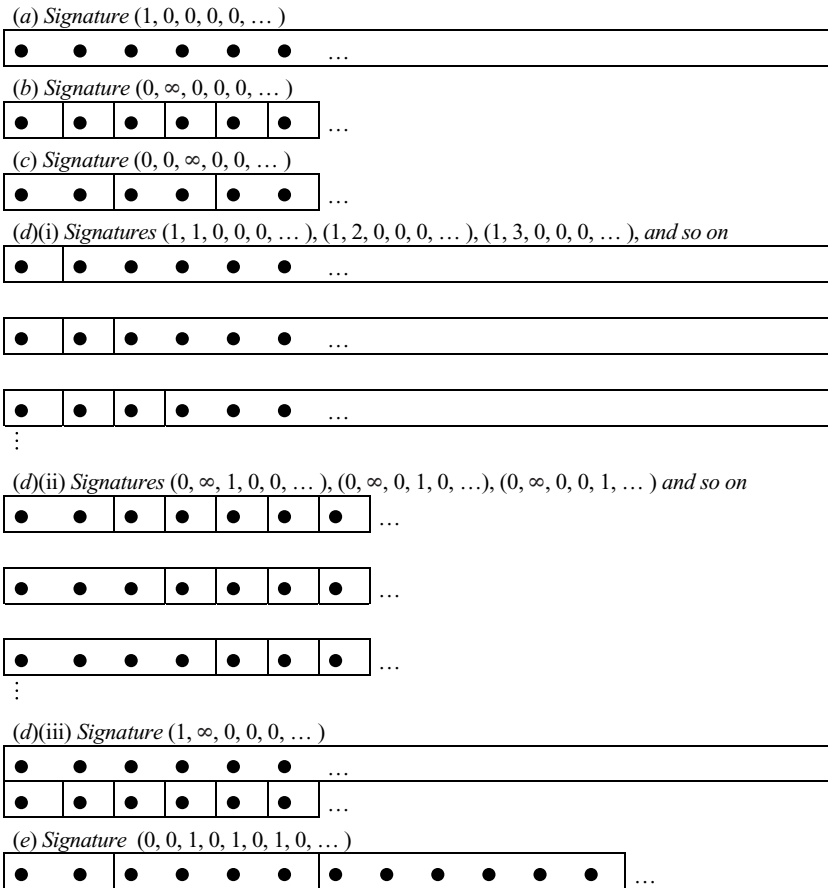 (a) Signature (1, 0, 0, 0, 0, … )
…
(b) Signature (0, ∞, 0, 0, 0, … )
…
(c) Signature (0, 0, ∞, 0, 0, … )
…
(d)(i) Signatures (1, 1, 0, 0, 0, … ), (1, 2, 0, 0, 0, … ), (1, 3, 0, 0, 0, … ), and so on
…
…
…
⋮
(d)(ii) Signatures (0, ∞, 1, 0, 0, … ), (0, ∞, 0, 1, 0, …), (0, ∞, 0, 0, 1, … ) and so on
…
…
…
⋮
(d)(iii) Signature (1, ∞, 0, 0, 0, … )
…
…
(e) Signature (0, 0, 1, 0, 1, 0, 1, 0, … )
…